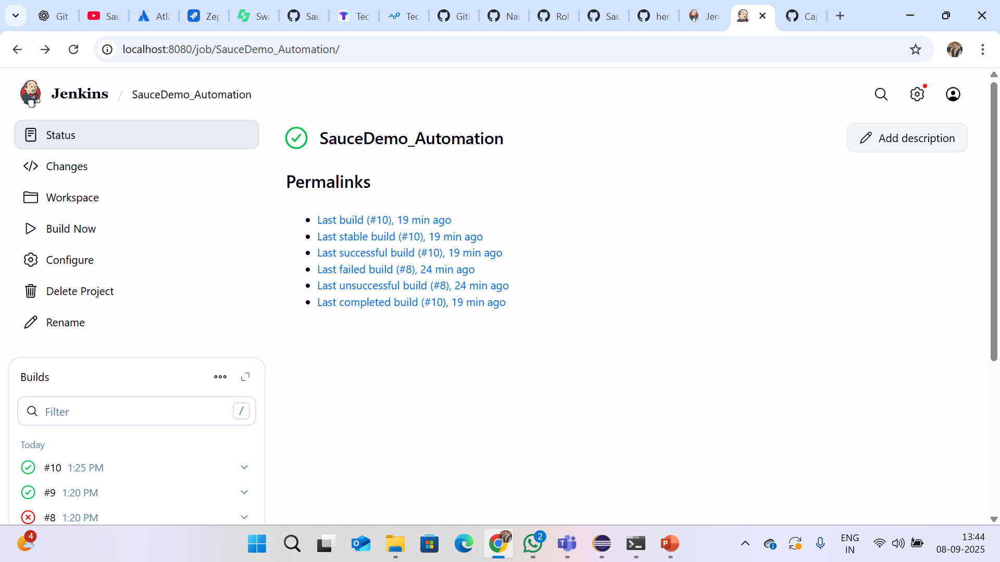 Git
Sau
Atla
Zep
Swa
Sau
Tec
Tec
Git
Nar
Roh
Sau
her
Jen
Cap
localhost:8080/job/SauceDemo_Automation/
Jenkins / SauceDemo_Automation
Status
Changes
Workspace
Build Now
Configure
Delete Project
Rename
SauceDemo_Automation
Add description
Permalinks
Last build (#10), 19 min ago
Last stable build (#10), 19 min ago
Last successful build (#10), 19 min ago
Last failed build (#8), 24 min ago
Last unsuccessful build (#8), 24 min ago
Last completed build (#10), 19 min ago
Builds
Filter /
Today
#10 1:25 PM
#9 1:20 PM
#8 1:20 PM
4
2
ENG
IN
13:44
08-09-2025